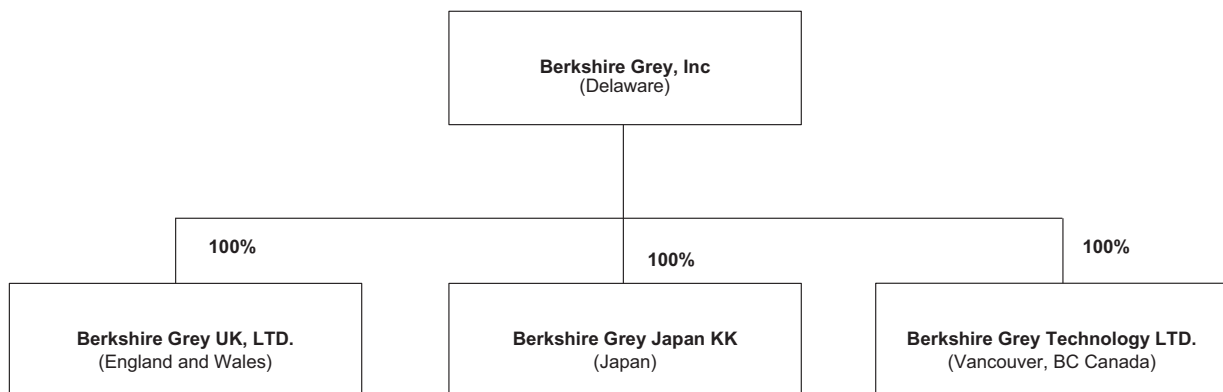 Berkshire Grey, Inc
(Delaware)
100%
100%
100%
Berkshire Grey UK, LTD.
(England and Wales)
Berkshire Grey Japan KK
(Japan)
Berkshire Grey Technology LTD.
(Vancouver, BC Canada)